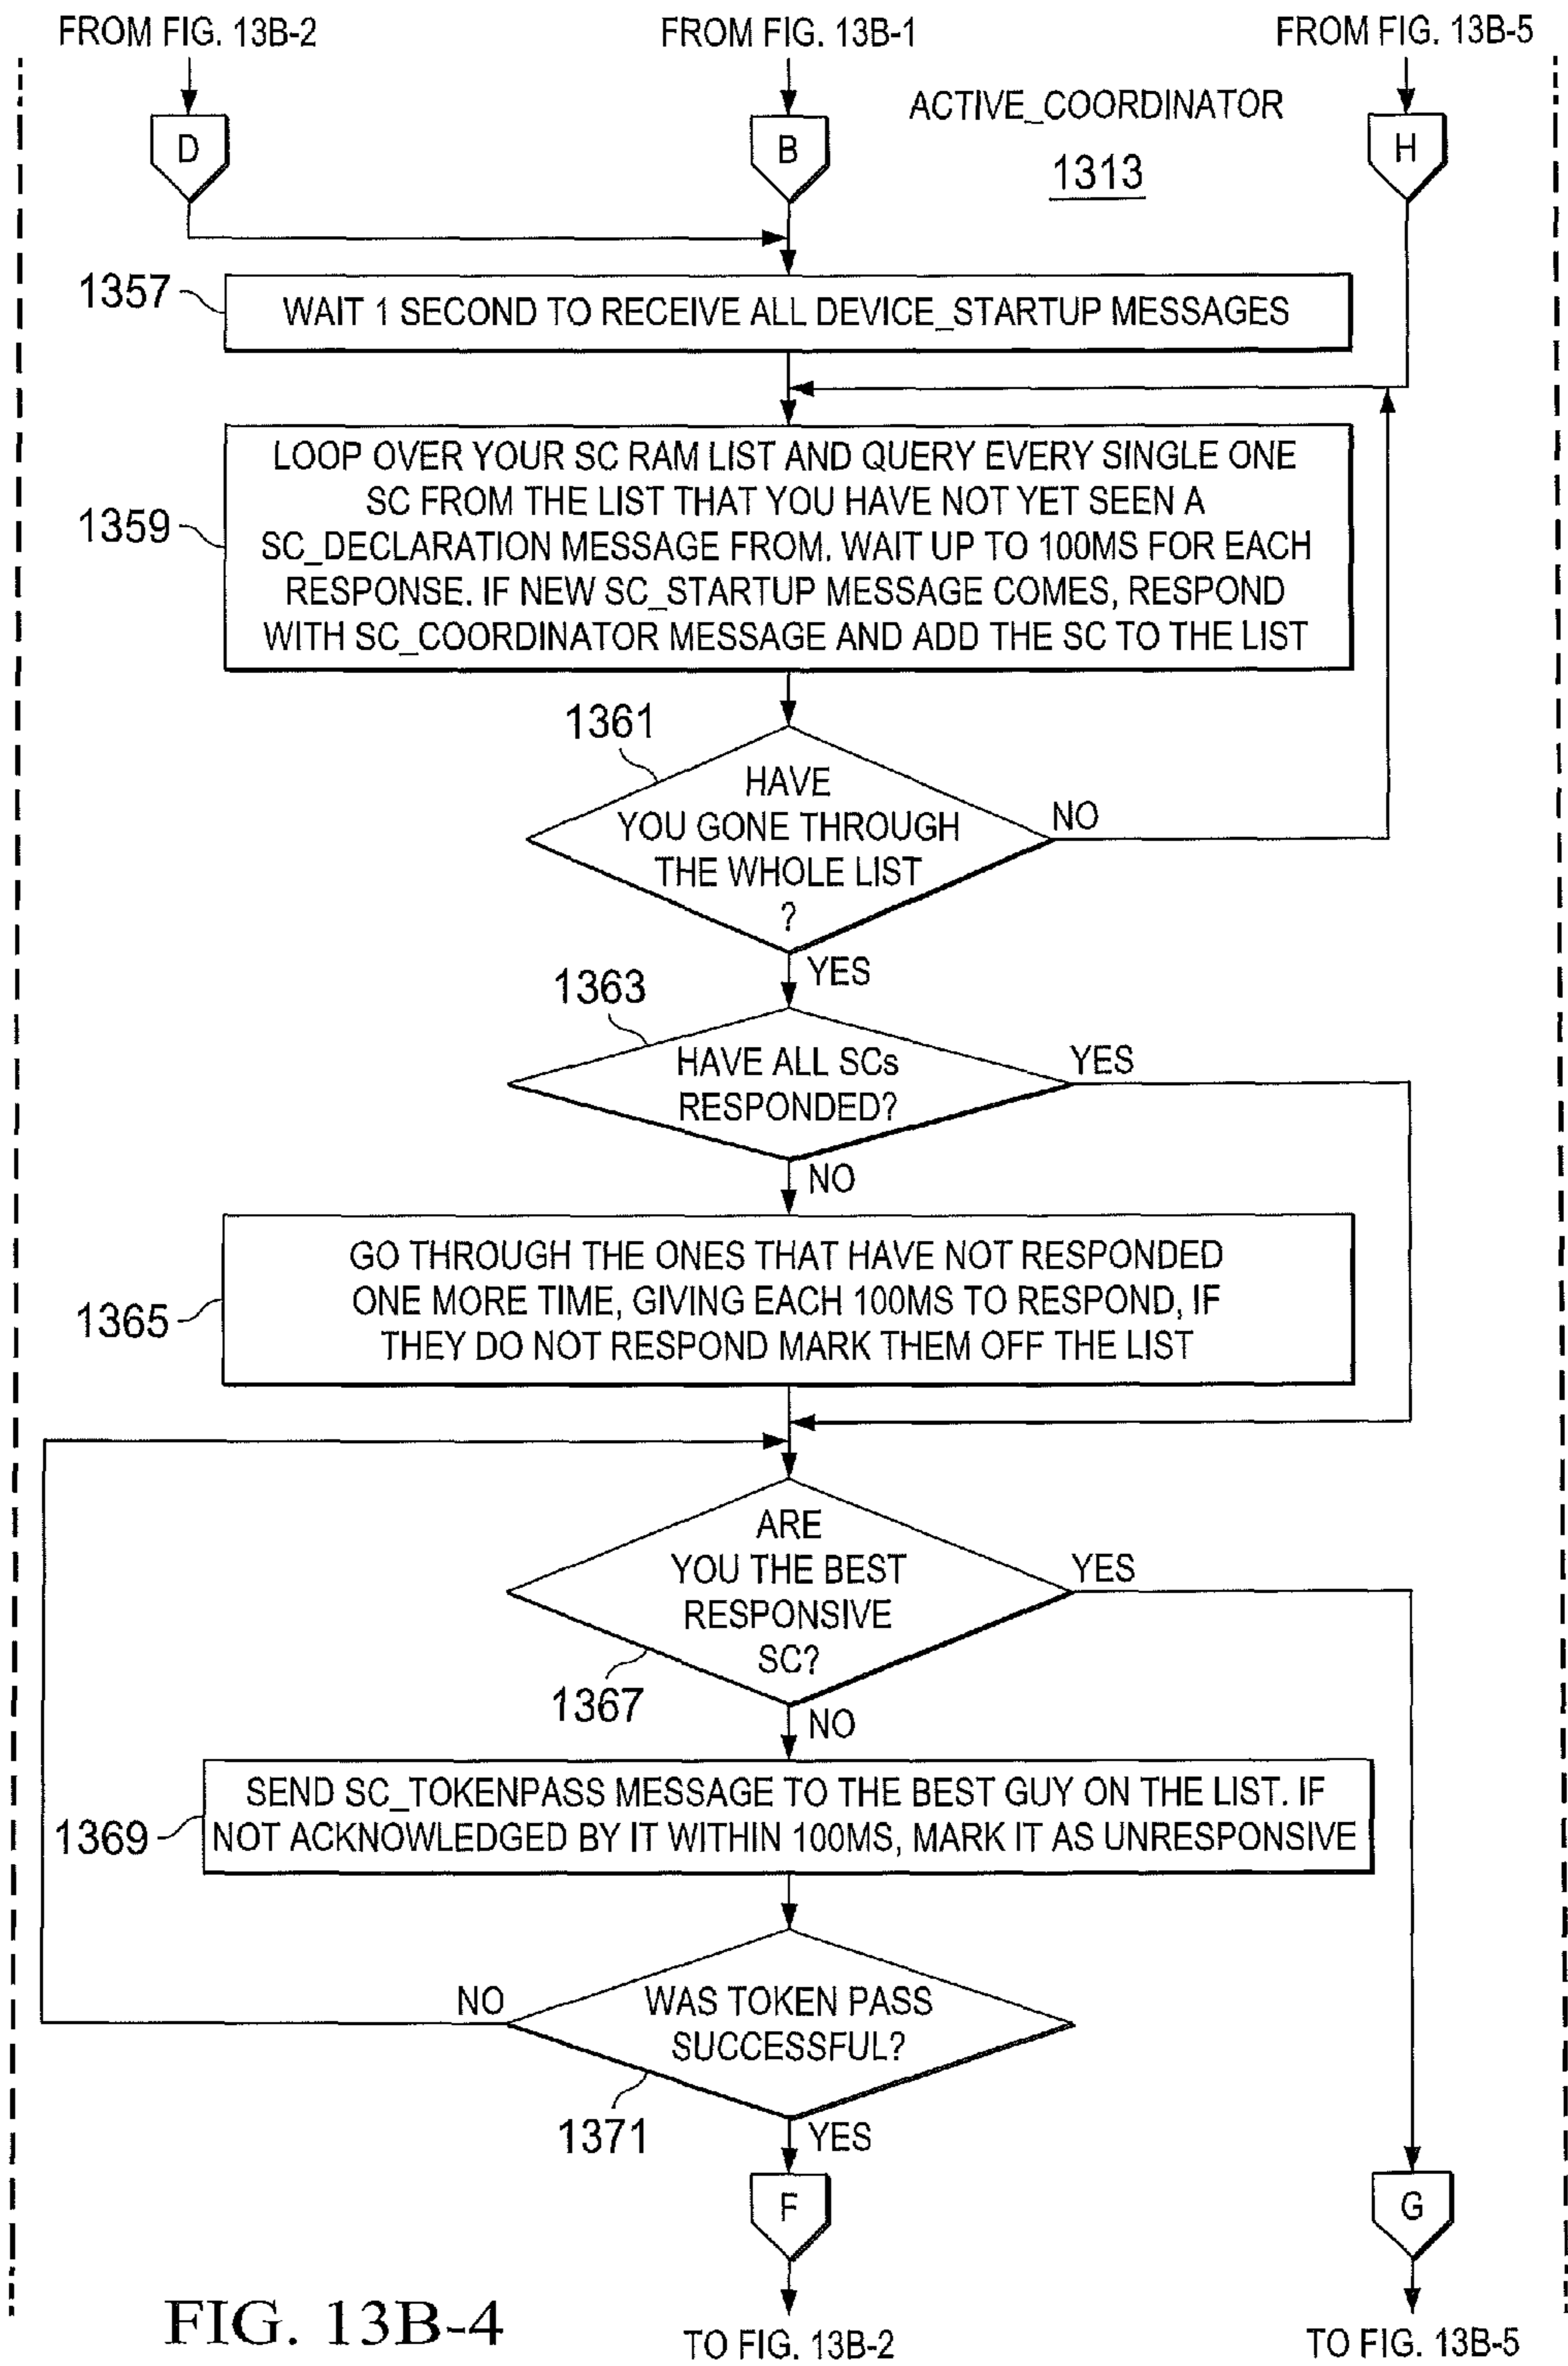 FROM FIG. 13B-2
FROM FIG. 13B-1
FROM FIG. 13B-5
D
B
ACTIVE_COORDINATOR
1313
H
1357
WAIT 1 SECOND TO RECEIVE ALL DEVICE_STARTUP MESSAGES
1359
LOOP OVER YOUR SC RAM LIST AND QUERY EVERY SINGLE ONE
SC FROM THE LIST THAT YOU HAVE NOT YET SEEN A
SC_DECLARATION MESSAGE FROM. WAIT UP TO 100MS FOR EACH
RESPONSE. IF NEW SC_STARTUP MESSAGE COMES, RESPOND
WITH SC_COORDINATOR MESSAGE AND ADD THE SC TO THE LIST
1361
HAVE
YOU GONE THROUGH
THE WHOLE LIST
?
NO
YES
1363
HAVE ALL SCs
RESPONDED?
YES
NO
1365
GO THROUGH THE ONES THAT HAVE NOT RESPONDED
ONE MORE TIME, GIVING EACH 100MS TO RESPOND, IF
THEY DO NOT RESPOND MARK THEM OFF THE LIST
ARE
YOU THE BEST
RESPONSIVE
SC?
YES
1367
NO
1369
SEND SC_TOKENPASS MESSAGE TO THE BEST GUY ON THE LIST. IF
NOT ACKNOWLEDGED BY IT WITHIN 100MS, MARK IT AS UNRESPONSIVE
NO
WAS TOKEN PASS
SUCCESSFUL?
1371
YES
F
G
FIG. 13B-4
TO FIG. 13B-2
TO FIG. 13B-5